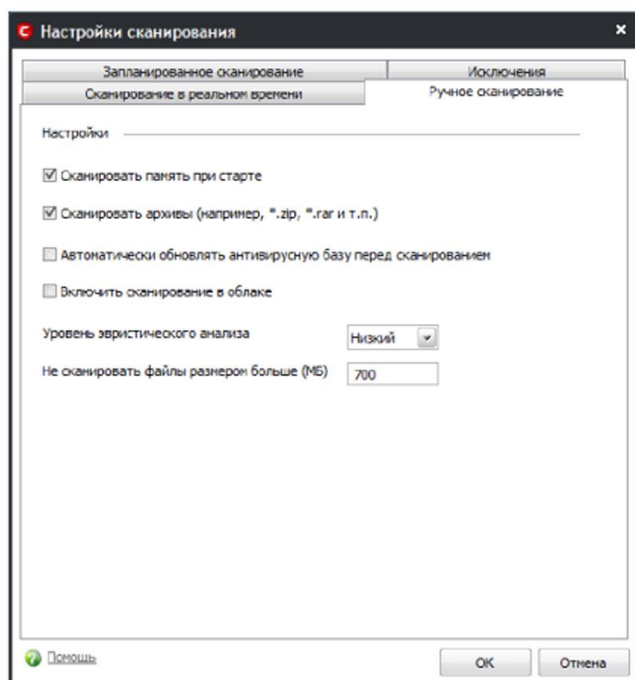 Настройки сканирования
Запланированное сканирование Исключения
Сканирование в реальном времени Ручное сканирование
Настройки
Сканировать память при старте
Сканировать архивы (например, *.zip, *.rar и т.п.)
Автоматически обновлять антивирусную базу перед сканированием
Включить сканирование в облаке
Уровень эвристического анализа Низкий
Не сканировать файлы размером больше (МБ) 700
Помощь OK Отмена